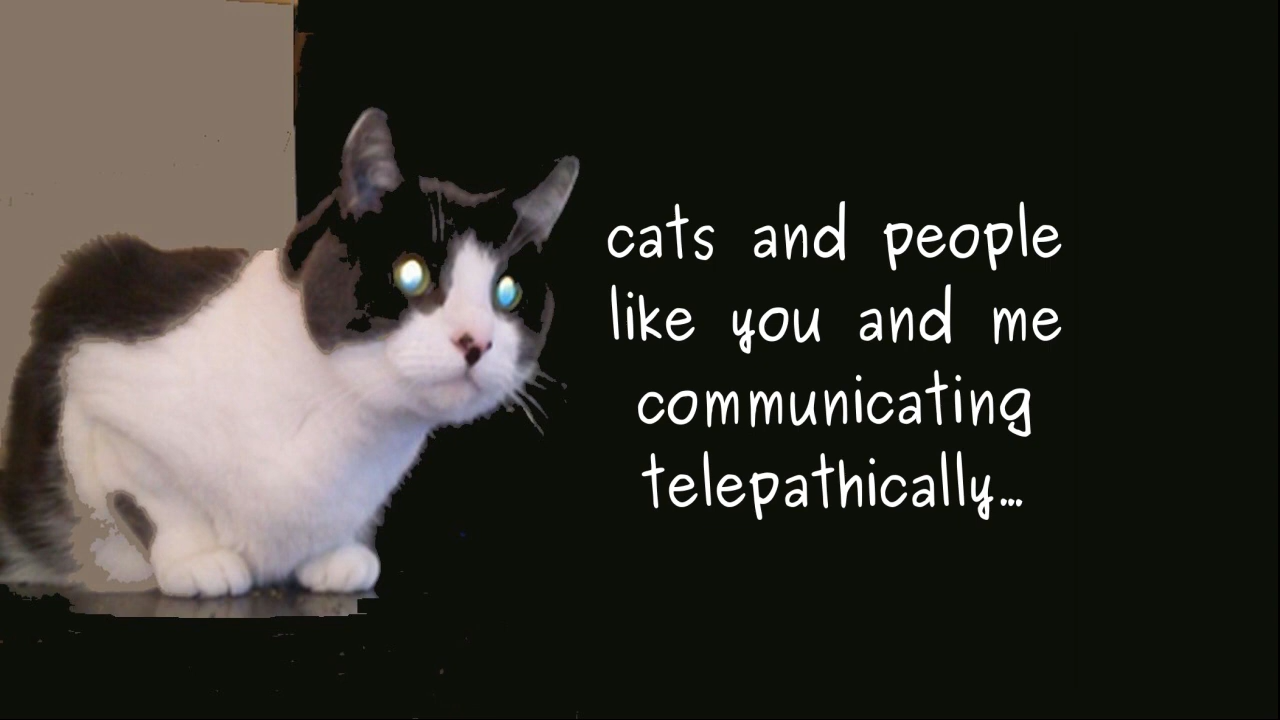 cats and people
like you and me
communicating
telepathically...